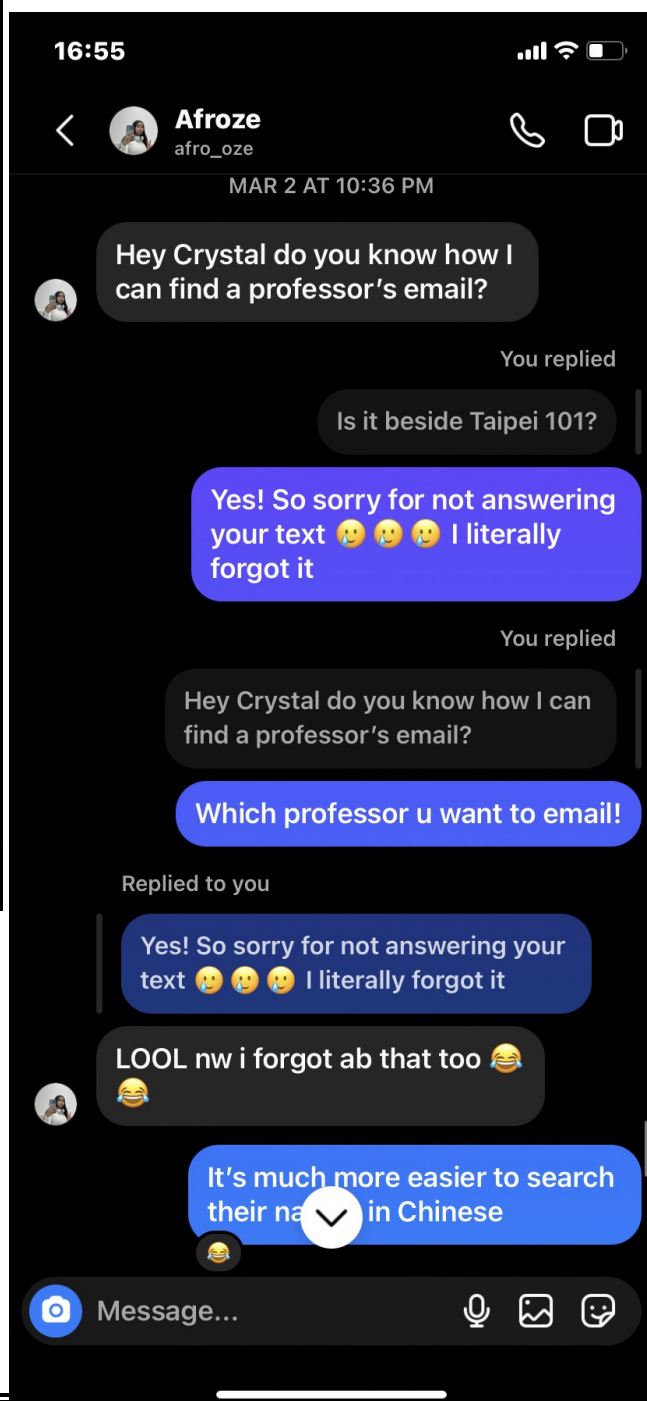 16:55
Afroze
afro_oze
MAR 2 AT 10:36 PM
Hey Crystal do you know how I
can find a professor’s email?
You replied
Is it beside Taipei 101?
Yes! So sorry for not answering
your text 🥲 🥲 🥲 I literally
forgot it
You replied
Hey Crystal do you know how I can
find a professor’s email?
Which professor u want to email!
Replied to you
Yes! So sorry for not answering your
text 🥲 🥲 🥲 I literally forgot it
LOOL nw i forgot ab that too 😂
😂
It’s much more easier to search
their in Chinese
😂
Message...